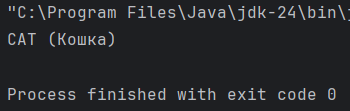 "C:\Program Files\Java\jdk-24\bin\j
CAT (Кошка)
Process finished with exit code 0